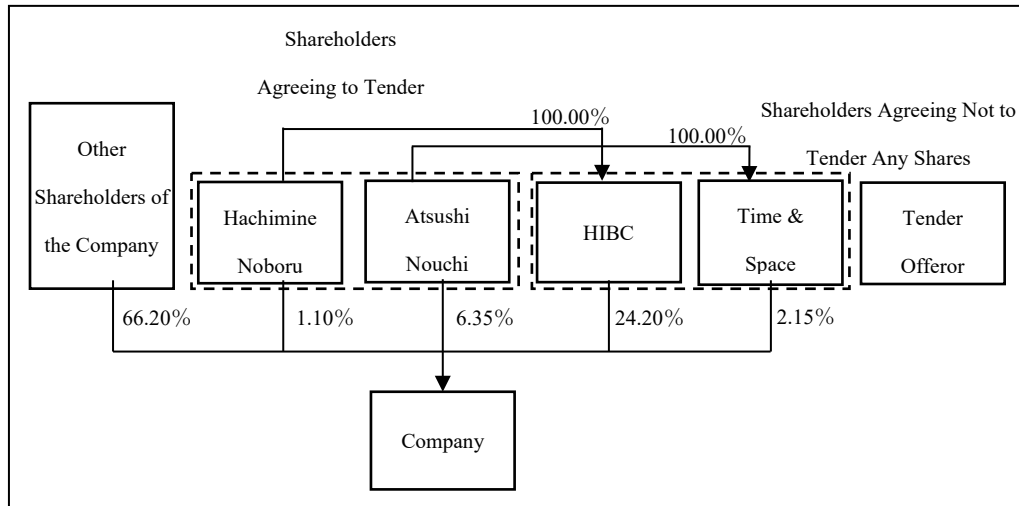 Shareholders
Agreeing to Tender
Shareholders Agreeing Not to
Tender Any Shares
100.00%
100.00%
Other
Shareholders of
the Company
Hachimine
Noboru
Atsushi
Nouchi
HIBC
Time &
Space
Tender
Offeror
66.20%
1.10%
6.35%
24.20%
2.15%
Company